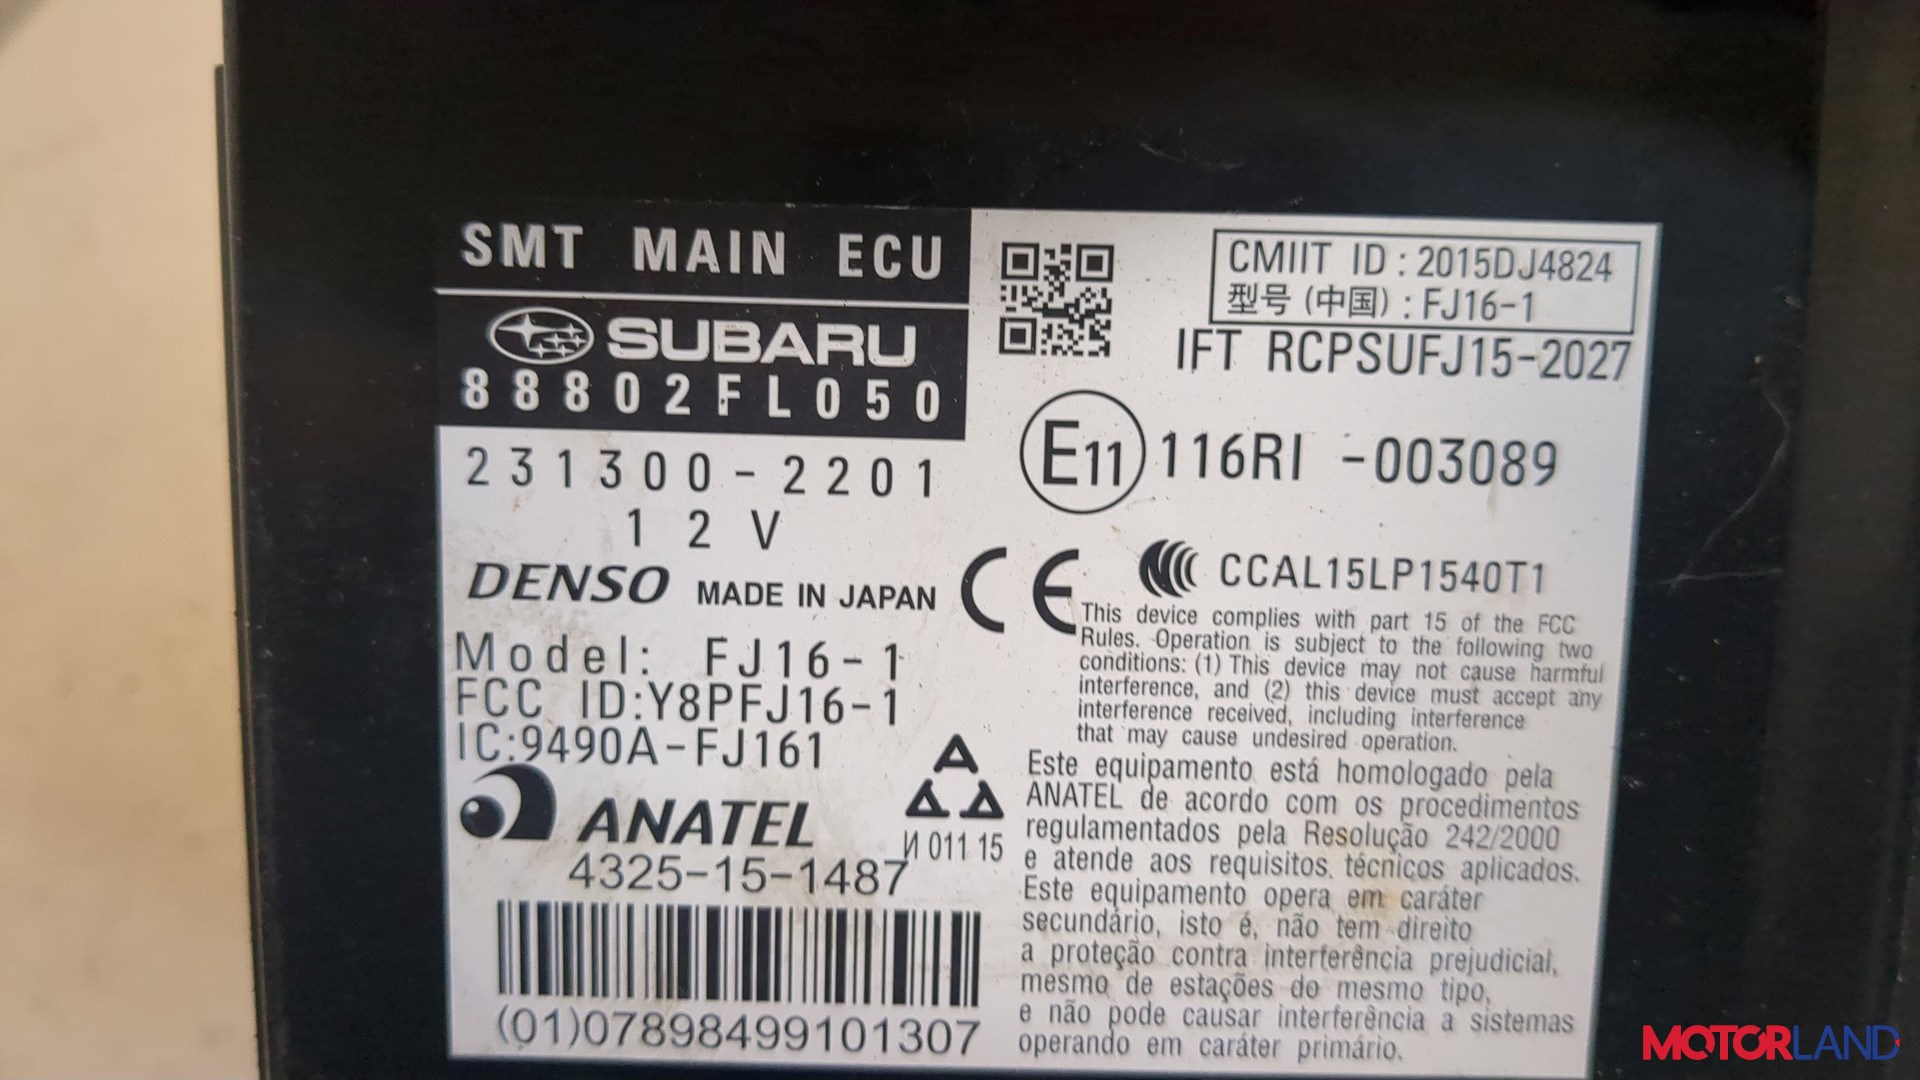 SMT MAIN ECU
SUBARU
88802FL050
231300-2201
12V
DENSO MADE IN JAPAN
Model: FJ16-1
FCC ID:Y8PFJ16-1
IC:9490A-FJ161
ANATEL
4325-15-1487
(01)07898499101307
CMIIT ID : 2015DJ4824
型号 (中国) : FJ16-1
IFT RCPSUFJ15-2027
E11 116RI -003089
CE CCAL15LP1540T1
This device complies with part 15 of the FCC
Rules. Operation is subject to the following two
conditions: (1) This device may not cause harmful
interference, and (2) this device must accept any
interference received, including interference
that may cause undesired operation.
И 011 15
Este equipamento está homologado pela
ANATEL de acordo com os procedimentos
regulamentados pela Resolução 242/2000
e atende aos requisitos técnicos aplicados.
Este equipamento opera em caráter
secundário, isto é, não tem direito
a proteção contra interferência prejudicial,
mesmo de estações do mesmo tipo,
e não pode causar interferência a sistemas
operando em caráter primário.
MOTORLAND